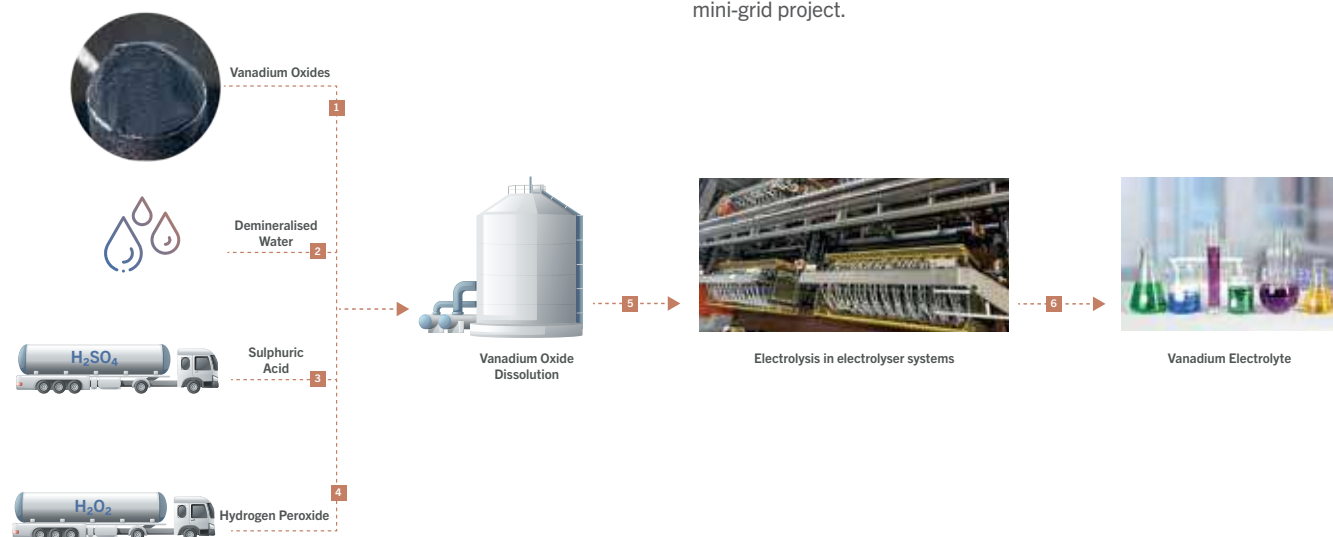 mini-grid project.
Vanadium Oxides
1
Demineralised
Water
2
H₂SO₄
Sulphuric
Acid
3
H₂O₂
Hydrogen Peroxide
4
Vanadium Oxide
Dissolution
5
Electrolysis in electrolyser systems
6
Vanadium Electrolyte